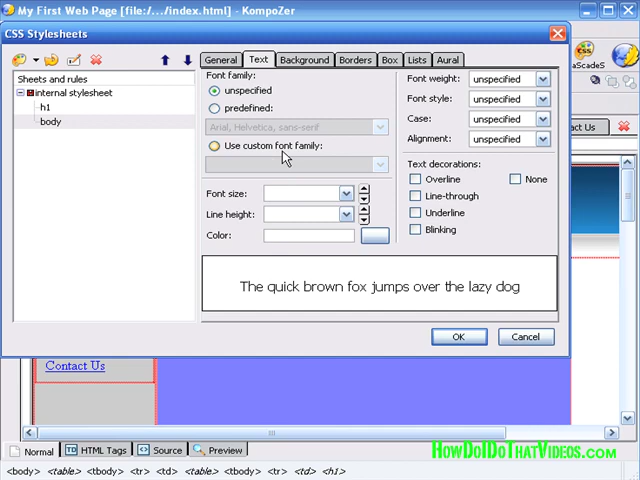 My First Web Page [file:/.../index.html] - KompoZer
CSS Stylesheets
General Text Background Borders Box Lists Aural
Sheets and rules
internal stylesheet
h1
body
Font family:
unspecified
predefined:
Arial, Helvetica, sans-serif
Use custom font family:
Font size:
Line height:
Color:
Font weight: unspecified
Font style: unspecified
Case: unspecified
Alignment: unspecified
Text decorations:
Overline None
Line-through
Underline
Blinking
The quick brown fox jumps over the lazy dog
OK Cancel
aScadeS
ct Us
Contact Us
Normal HTML Tags Source Preview
HowDoIDoThatVideos.com
<body> <table> <tbody> <tr> <td> <table> <tbody> <tr> <td> <h1>